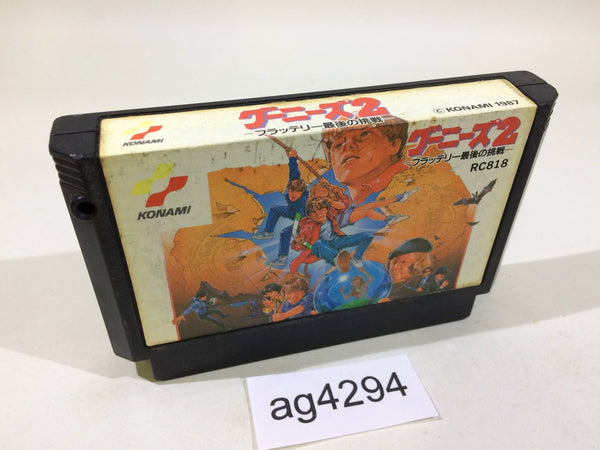 KONAMI
グーニーズ2
フラッテリー最後の挑戦
© KONAMI 1987
KONAMI
グーニーズ2
フラッテリー最後の挑戦
RC818
ag4294